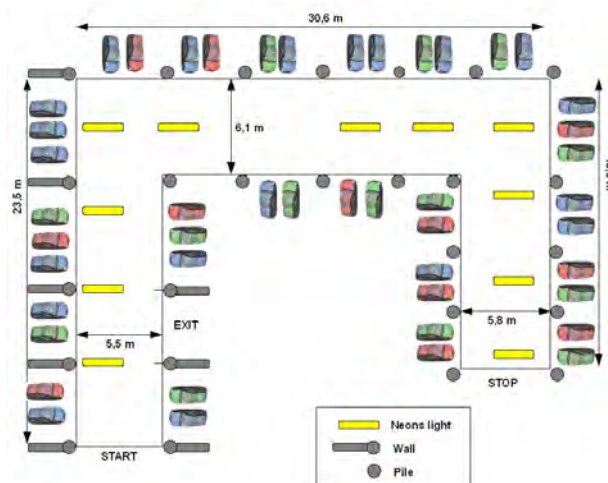 30,6 m
6,1 m
23,5 m
EXIT
5,5 m
5,8 m
STOP
START
Neons light
Wall
Pile